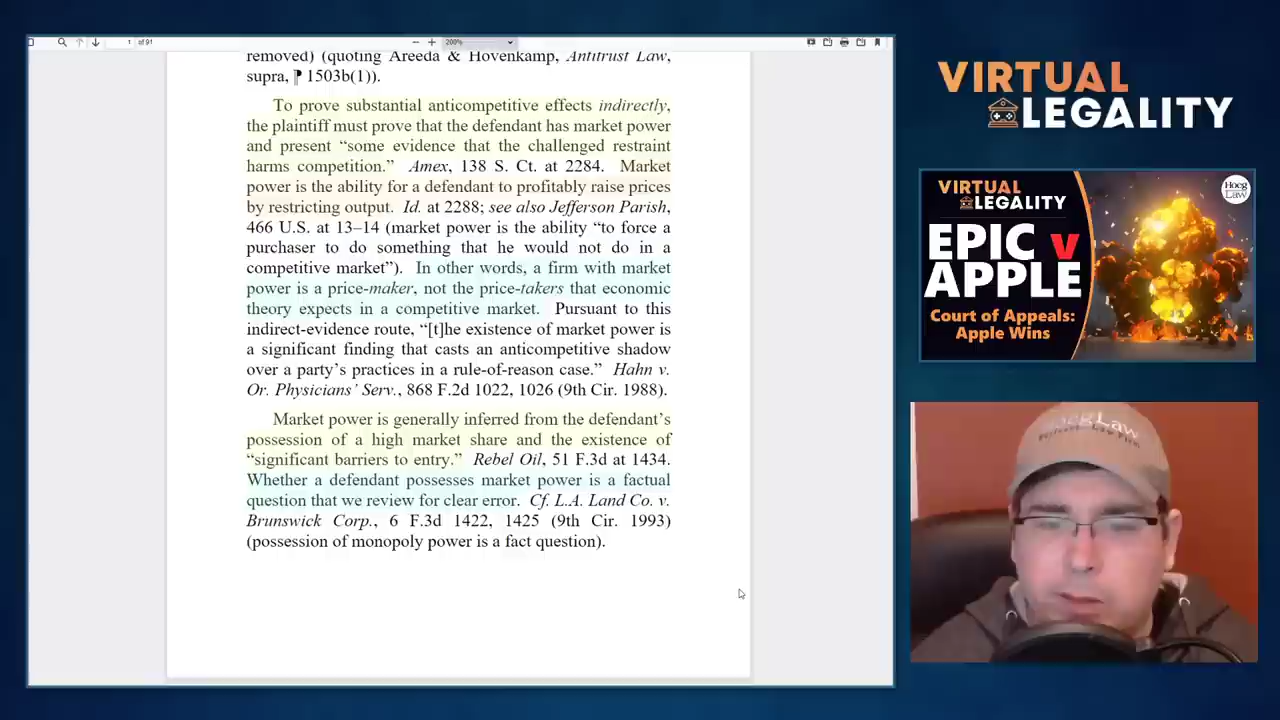 1 of 91
200%
removed) (quoting Areeda & Hovenkamp, Antitrust Law,
supra, ¶ 1503b(1)).
To prove substantial anticompetitive effects indirectly,
the plaintiff must prove that the defendant has market power
and present “some evidence that the challenged restraint
harms competition.” Amex, 138 S. Ct. at 2284. Market
power is the ability for a defendant to profitably raise prices
by restricting output. Id. at 2288; see also Jefferson Parish,
466 U.S. at 13–14 (market power is the ability “to force a
purchaser to do something that he would not do in a
competitive market”). In other words, a firm with market
power is a price-maker, not the price-takers that economic
theory expects in a competitive market. Pursuant to this
indirect-evidence route, “[t]he existence of market power is
a significant finding that casts an anticompetitive shadow
over a party’s practices in a rule-of-reason case.” Hahn v.
Or. Physicians’ Serv., 868 F.2d 1022, 1026 (9th Cir. 1988).
Market power is generally inferred from the defendant’s
possession of a high market share and the existence of
“significant barriers to entry.” Rebel Oil, 51 F.3d at 1434.
Whether a defendant possesses market power is a factual
question that we review for clear error. Cf. L.A. Land Co. v.
Brunswick Corp., 6 F.3d 1422, 1425 (9th Cir. 1993)
(possession of monopoly power is a fact question).
VIRTUAL
LEGALITY
VIRTUAL
LEGALITY
Hoeg
Law
EPIC v
APPLE
Court of Appeals:
Apple Wins
Hoeg Law